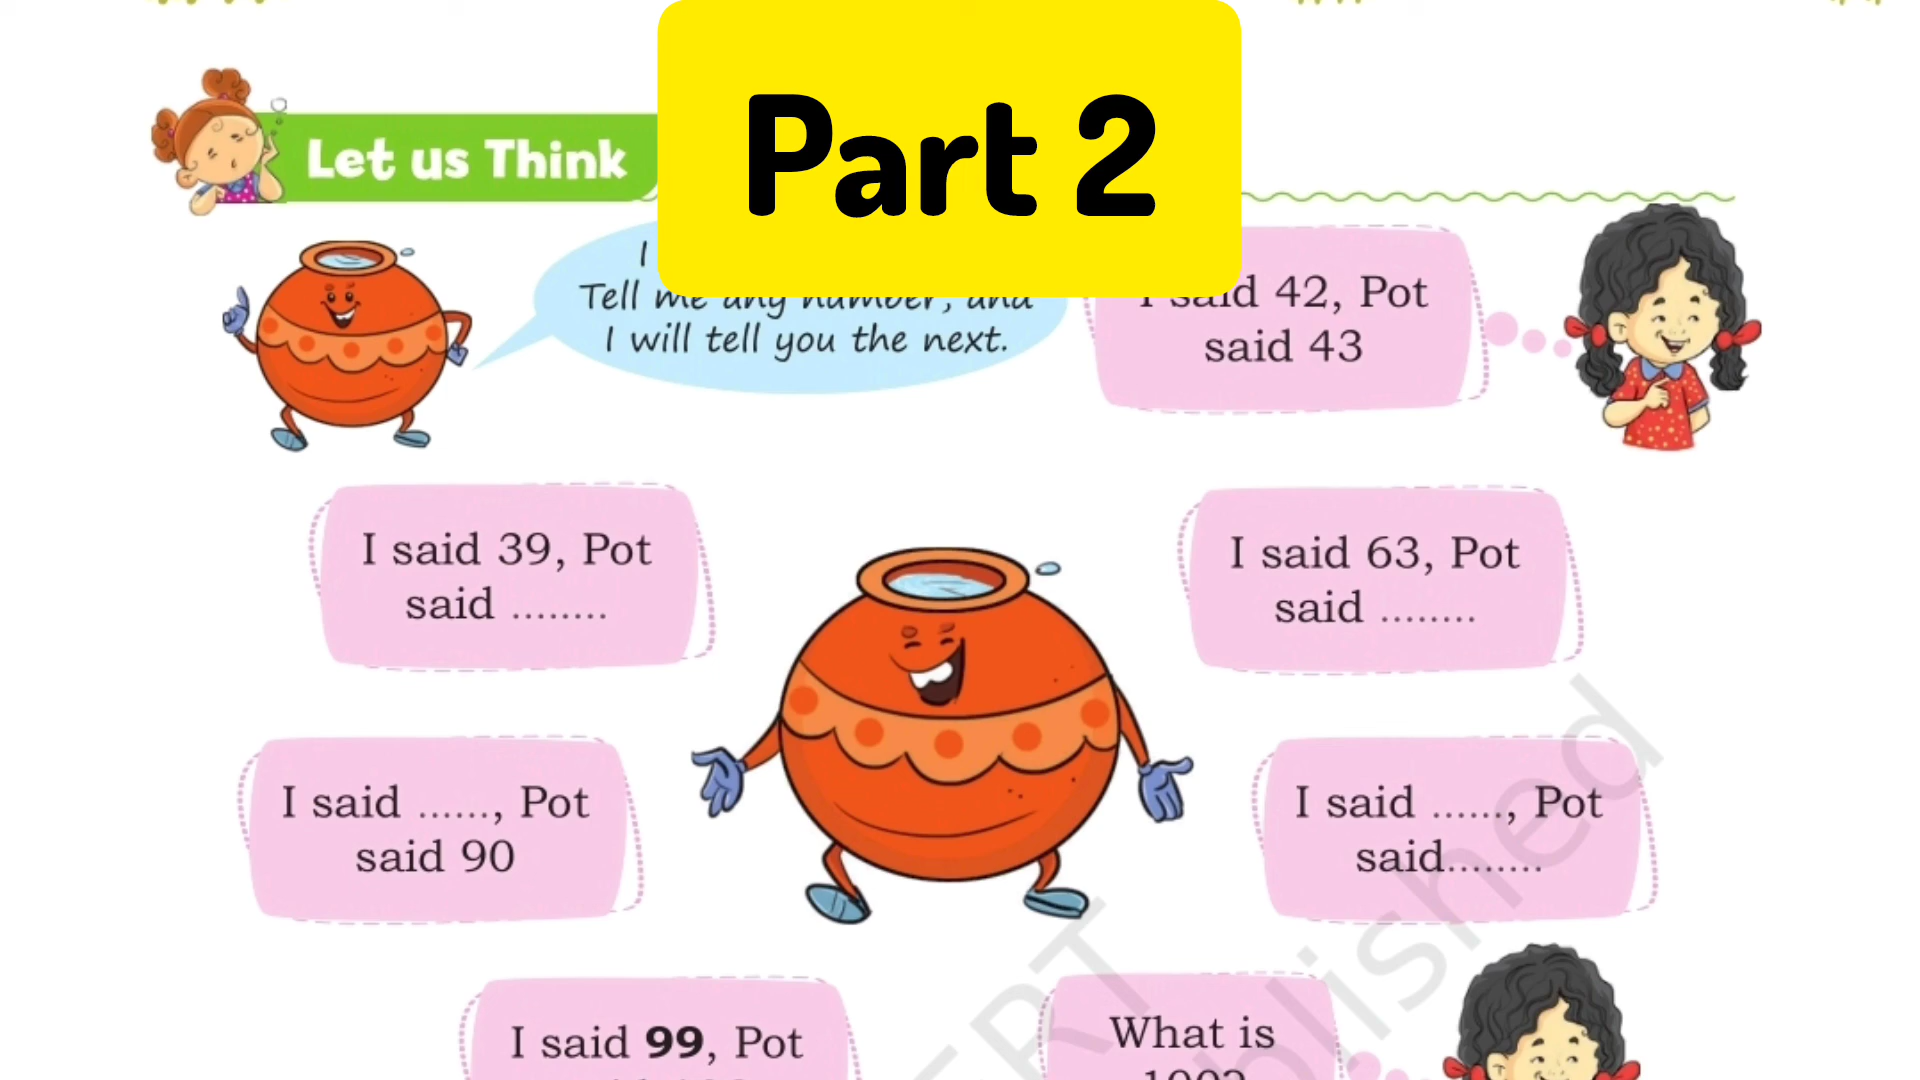 Part 2
Let us Think
I
Tell me any number, and
I will tell you the next.
I said 42, Pot
said 43
I said 39, Pot
said ........
I said 63, Pot
said ........
I said ......, Pot
said 90
I said ......, Pot
said........
I said 99, Pot
What is
100?